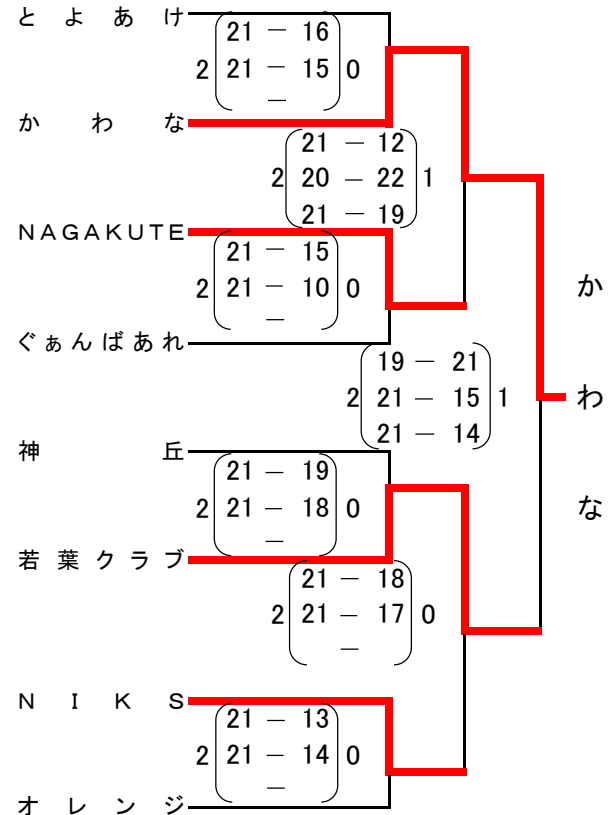 とよあけ
21 － 16
2 21 － 15 0
－
かわな
21 － 12
2 20 － 22 1
21 － 19
NAGAKUTE
21 － 15
2 21 － 10 0
－
ぐぁんばあれ
19 － 21
2 21 － 15 1
21 － 14
かわな
神丘
21 － 19
2 21 － 18 0
－
若葉クラブ
21 － 18
2 21 － 17 0
－
NIKS
21 － 13
2 21 － 14 0
－
オレンジ